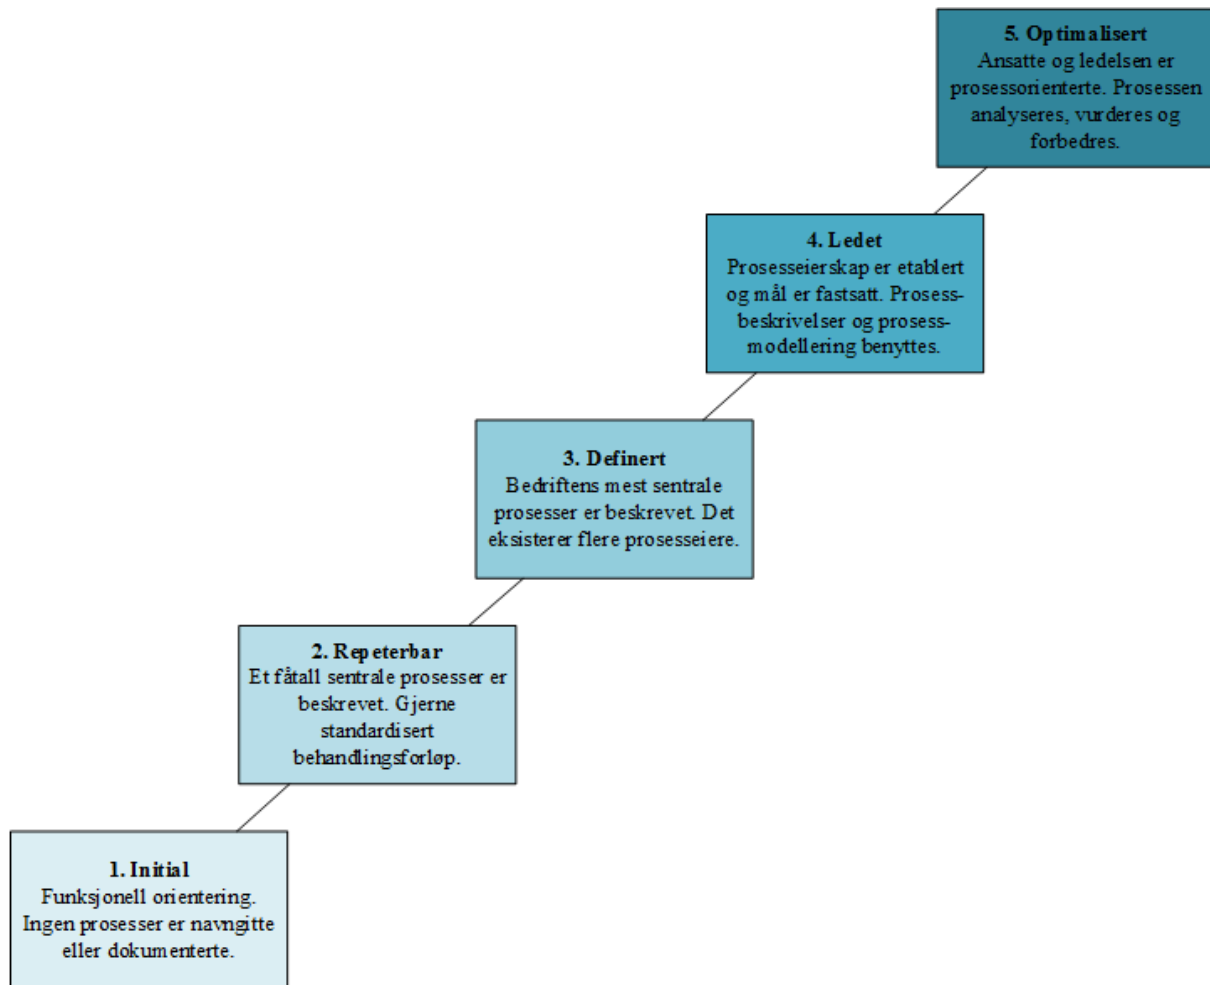 5. Optimalisert
Ansatte og ledelsen er
prosessorienterte. Prosessen
analyseres, vurderes og
forbedres.
4. Ledet
Prosesseierskap er etablert
og mål er fastsatt. Prosess-
beskrivelser og prosess-
modellering benyttes.
3. Definert
Bedriftens mest sentrale
prosesser er beskrevet. Det
eksisterer flere prosesseiere.
2. Repeterbar
Et fåtall sentrale prosesser er
beskrevet. Gjerne
standardisert
behandlingsforløp.
1. Initial
Funksjonell orientering.
Ingen prosesser er navngitte
eller dokumenterte.